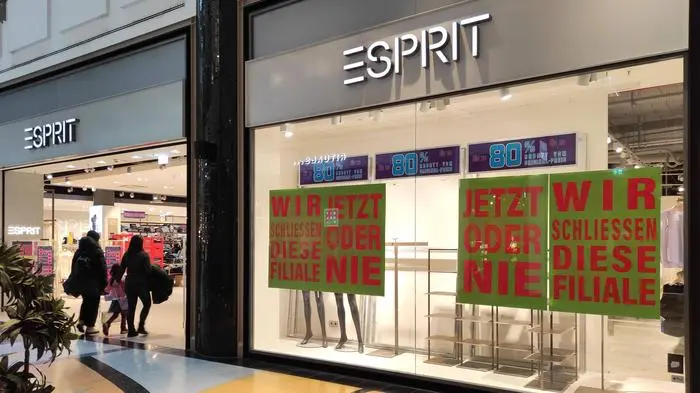 ESPRIT
ESPRIT
ESPRIT
80%
80%
80%
WIR
SCHLIESSEN
DIESE
FILIALE
JETZT
ODER
NIE
JETZT
ODER
NIE
WIR
SCHLIESSEN
DIESE
FILIALE